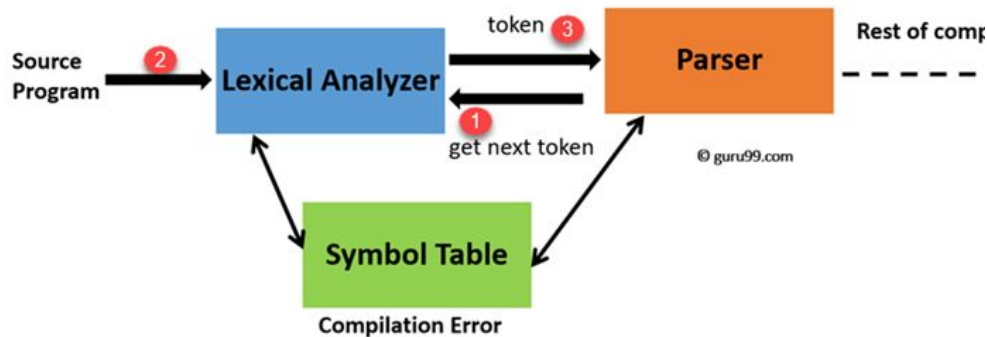 token 3
Source
Program
2
Lexical Analyzer
Parser
Rest of comp
1
get next token
© guru99.com
Symbol Table
Compilation Error